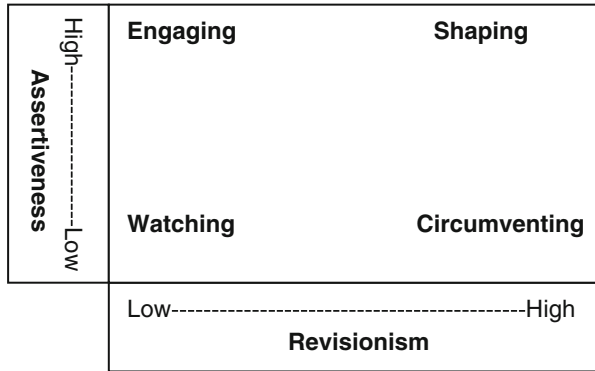 Engaging Shaping
High--------------------Low
Assertiveness
Watching Circumventing
Low------------------------------------------High
Revisionism